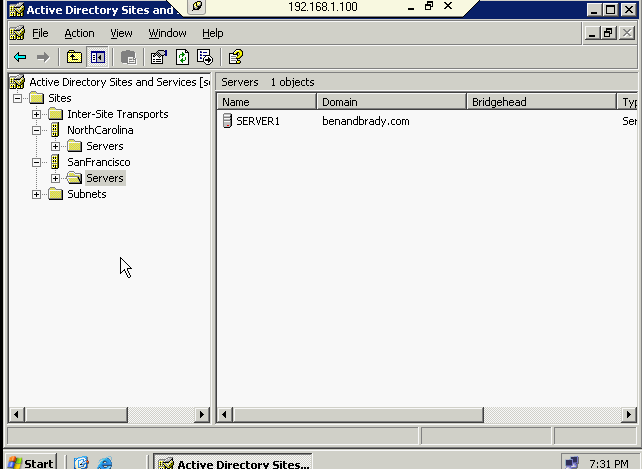 Active Directory Sites and
192.168.1.100
File Action View Window Help
Active Directory Sites and Services [s
Servers 1 objects
Sites
Name Domain Bridgehead
Inter-Site Transports
SERVER1 benandbrady.com Ser
NorthCarolina
Servers
SanFrancisco
Servers
Subnets
Start
Active Directory Sites...
7:31 PM